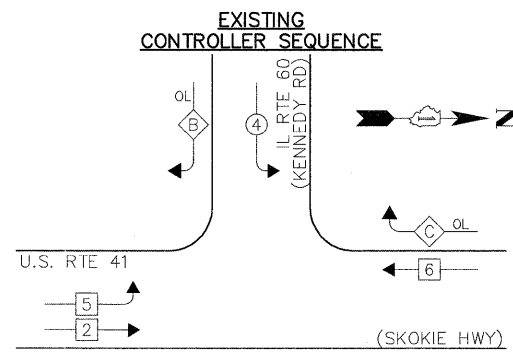 EXISTING
CONTROLLER SEQUENCE
OL
B
4
IL RTE 60
(KENNEDY RD)
N
C OL
U.S. RTE 41
6
5
2
(SKOKIE HWY)